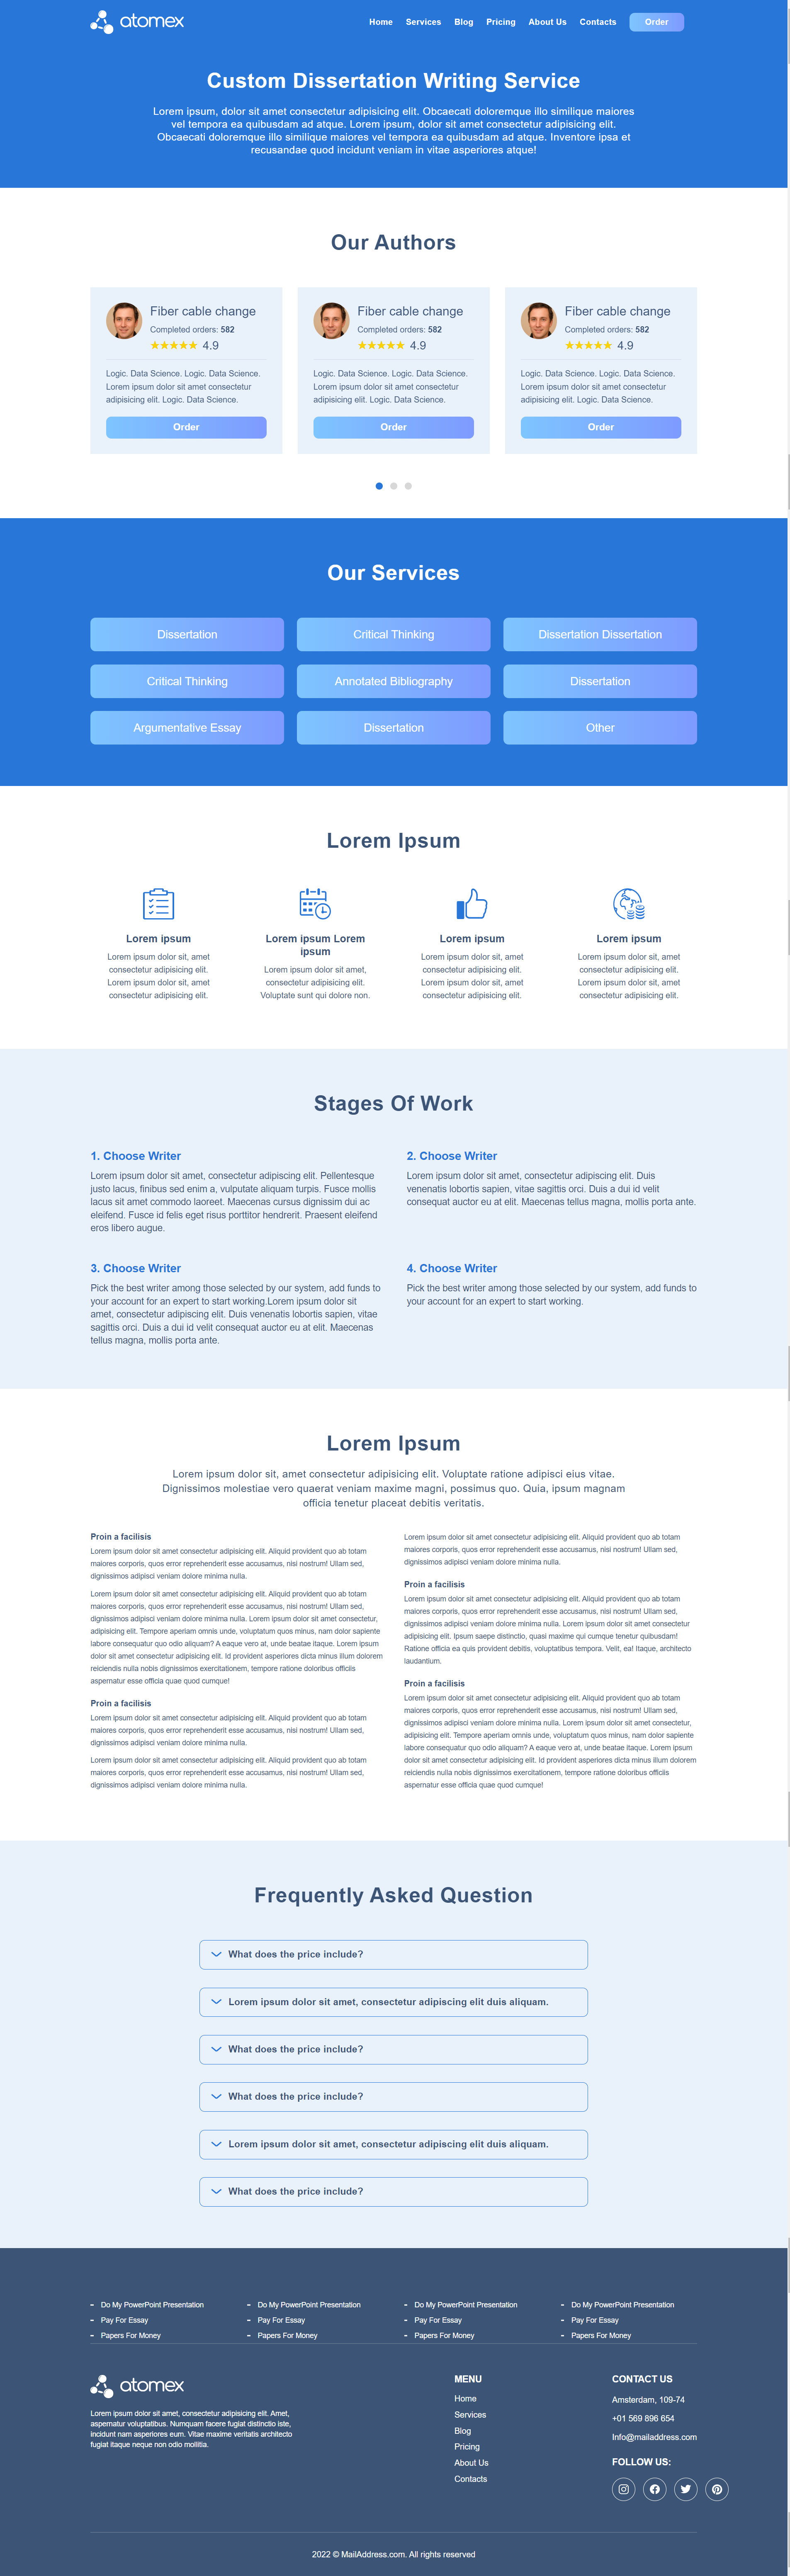 atomex
Home Services Blog Pricing About Us Contacts Order
Custom Dissertation Writing Service
Lorem ipsum, dolor sit amet consectetur adipisicing elit. Obcaecati doloremque illo similique maiores
vel tempora ea quibusdam ad atque. Lorem ipsum, dolor sit amet consectetur adipisicing elit.
Obcaecati doloremque illo similique maiores vel tempora ea quibusdam ad atque. Inventore ipsa et
recusandae quod incidunt veniam in vitae asperiores atque!
Our Authors
Fiber cable change
Completed orders: 582
4.9
Logic. Data Science. Logic. Data Science.
Lorem ipsum dolor sit amet consectetur
adipisicing elit. Logic. Data Science.
Order
Fiber cable change
Completed orders: 582
4.9
Logic. Data Science. Logic. Data Science.
Lorem ipsum dolor sit amet consectetur
adipisicing elit. Logic. Data Science.
Order
Fiber cable change
Completed orders: 582
4.9
Logic. Data Science. Logic. Data Science.
Lorem ipsum dolor sit amet consectetur
adipisicing elit. Logic. Data Science.
Order
Our Services
Dissertation
Critical Thinking
Dissertation Dissertation
Critical Thinking
Annotated Bibliography
Dissertation
Argumentative Essay
Dissertation
Other
Lorem Ipsum
Lorem ipsum
Lorem ipsum dolor sit, amet
consectetur adipisicing elit.
Lorem ipsum dolor sit, amet
consectetur adipisicing elit.
Lorem ipsum Lorem
ipsum
Lorem ipsum dolor sit amet,
consectetur adipisicing elit.
Voluptate sunt qui dolore non.
Lorem ipsum
Lorem ipsum dolor sit, amet
consectetur adipisicing elit.
Lorem ipsum dolor sit, amet
consectetur adipisicing elit.
Lorem ipsum
Lorem ipsum dolor sit, amet
consectetur adipisicing elit.
Lorem ipsum dolor sit, amet
consectetur adipisicing elit.
Stages Of Work
1. Choose Writer
Lorem ipsum dolor sit amet, consectetur adipiscing elit. Pellentesque
justo lacus, finibus sed enim a, vulputate aliquam turpis. Fusce mollis
lacus sit amet commodo laoreet. Maecenas cursus dignissim dui ac
eleifend. Fusce id felis eget risus porttitor hendrerit. Praesent eleifend
eros libero augue.
2. Choose Writer
Lorem ipsum dolor sit amet, consectetur adipiscing elit. Duis
venenatis lobortis sapien, vitae sagittis orci. Duis a dui id velit
consequat auctor eu at elit. Maecenas tellus magna, mollis porta ante.
3. Choose Writer
Pick the best writer among those selected by our system, add funds to
your account for an expert to start working.Lorem ipsum dolor sit
amet, consectetur adipiscing elit. Duis venenatis lobortis sapien, vitae
sagittis orci. Duis a dui id velit consequat auctor eu at elit. Maecenas
tellus magna, mollis porta ante.
4. Choose Writer
Pick the best writer among those selected by our system, add funds to
your account for an expert to start working.
Lorem Ipsum
Lorem ipsum dolor sit, amet consectetur adipisicing elit. Voluptate ratione adipisci eius vitae.
Dignissimos molestiae vero quaerat veniam maxime magni, possimus quo. Quia, ipsum magnam
officia tenetur placeat debitis veritatis.
Proin a facilisis
Lorem ipsum dolor sit amet consectetur adipisicing elit. Aliquid provident quo ab totam
maiores corporis, quos error reprehenderit esse accusamus, nisi nostrum! Ullam sed,
dignissimos adipisci veniam dolore minima nulla.
Lorem ipsum dolor sit amet consectetur adipisicing elit. Aliquid provident quo ab totam
maiores corporis, quos error reprehenderit esse accusamus, nisi nostrum! Ullam sed,
dignissimos adipisci veniam dolore minima nulla. Lorem ipsum dolor sit amet consectetur,
adipisicing elit. Tempore aperiam omnis unde, voluptatum quos minus, nam dolor sapiente
labore consequatur quo odio aliquam? A eaque vero at, unde beatae itaque. Lorem ipsum
dolor sit amet consectetur adipisicing elit. Id provident asperiores dicta minus illum dolorem
reiciendis nulla nobis dignissimos exercitationem, tempore ratione doloribus officiis
aspernatur esse officia quae quod cumque!
Proin a facilisis
Lorem ipsum dolor sit amet consectetur adipisicing elit. Aliquid provident quo ab totam
maiores corporis, quos error reprehenderit esse accusamus, nisi nostrum! Ullam sed,
dignissimos adipisci veniam dolore minima nulla.
Lorem ipsum dolor sit amet consectetur adipisicing elit. Aliquid provident quo ab totam
maiores corporis, quos error reprehenderit esse accusamus, nisi nostrum! Ullam sed,
dignissimos adipisci veniam dolore minima nulla.
Lorem ipsum dolor sit amet consectetur adipisicing elit. Aliquid provident quo ab totam
maiores corporis, quos error reprehenderit esse accusamus, nisi nostrum! Ullam sed,
dignissimos adipisci veniam dolore minima nulla.
Proin a facilisis
Lorem ipsum dolor sit amet consectetur adipisicing elit. Aliquid provident quo ab totam
maiores corporis, quos error reprehenderit esse accusamus, nisi nostrum! Ullam sed,
dignissimos adipisci veniam dolore minima nulla. Lorem ipsum dolor sit amet consectetur
adipisicing elit. Ipsum saepe distinctio, quasi maxime qui cumque tenetur quibusdam!
Ratione officia ea quis provident debitis, voluptatibus tempora. Velit, ea! Itaque, architecto
laudantium.
Proin a facilisis
Lorem ipsum dolor sit amet consectetur adipisicing elit. Aliquid provident quo ab totam
maiores corporis, quos error reprehenderit esse accusamus, nisi nostrum! Ullam sed,
dignissimos adipisci veniam dolore minima nulla. Lorem ipsum dolor sit amet consectetur,
adipisicing elit. Tempore aperiam omnis unde, voluptatum quos minus, nam dolor sapiente
labore consequatur quo odio aliquam? A eaque vero at, unde beatae itaque. Lorem ipsum
dolor sit amet consectetur adipisicing elit. Id provident asperiores dicta minus illum dolorem
reiciendis nulla nobis dignissimos exercitationem, tempore ratione doloribus officiis
aspernatur esse officia quae quod cumque!
Frequently Asked Question
What does the price include?
Lorem ipsum dolor sit amet, consectetur adipiscing elit duis aliquam.
What does the price include?
What does the price include?
Lorem ipsum dolor sit amet, consectetur adipiscing elit duis aliquam.
What does the price include?
- Do My PowerPoint Presentation
- Pay For Essay
- Papers For Money
- Do My PowerPoint Presentation
- Pay For Essay
- Papers For Money
- Do My PowerPoint Presentation
- Pay For Essay
- Papers For Money
- Do My PowerPoint Presentation
- Pay For Essay
- Papers For Money
atomex
Lorem ipsum dolor sit amet, consectetur adipisicing elit. Amet,
aspernatur voluptatibus. Numquam facere fugiat distinctio iste,
incidunt nam asperiores eum. Vitae maxime veritatis architecto
fugiat itaque neque non odio mollitia.
MENU
Home
Services
Blog
Pricing
About Us
Contacts
CONTACT US
Amsterdam, 109-74
+01 569 896 654
Info@mailaddress.com
FOLLOW US:
2022 © MailAddress.com. All rights reserved